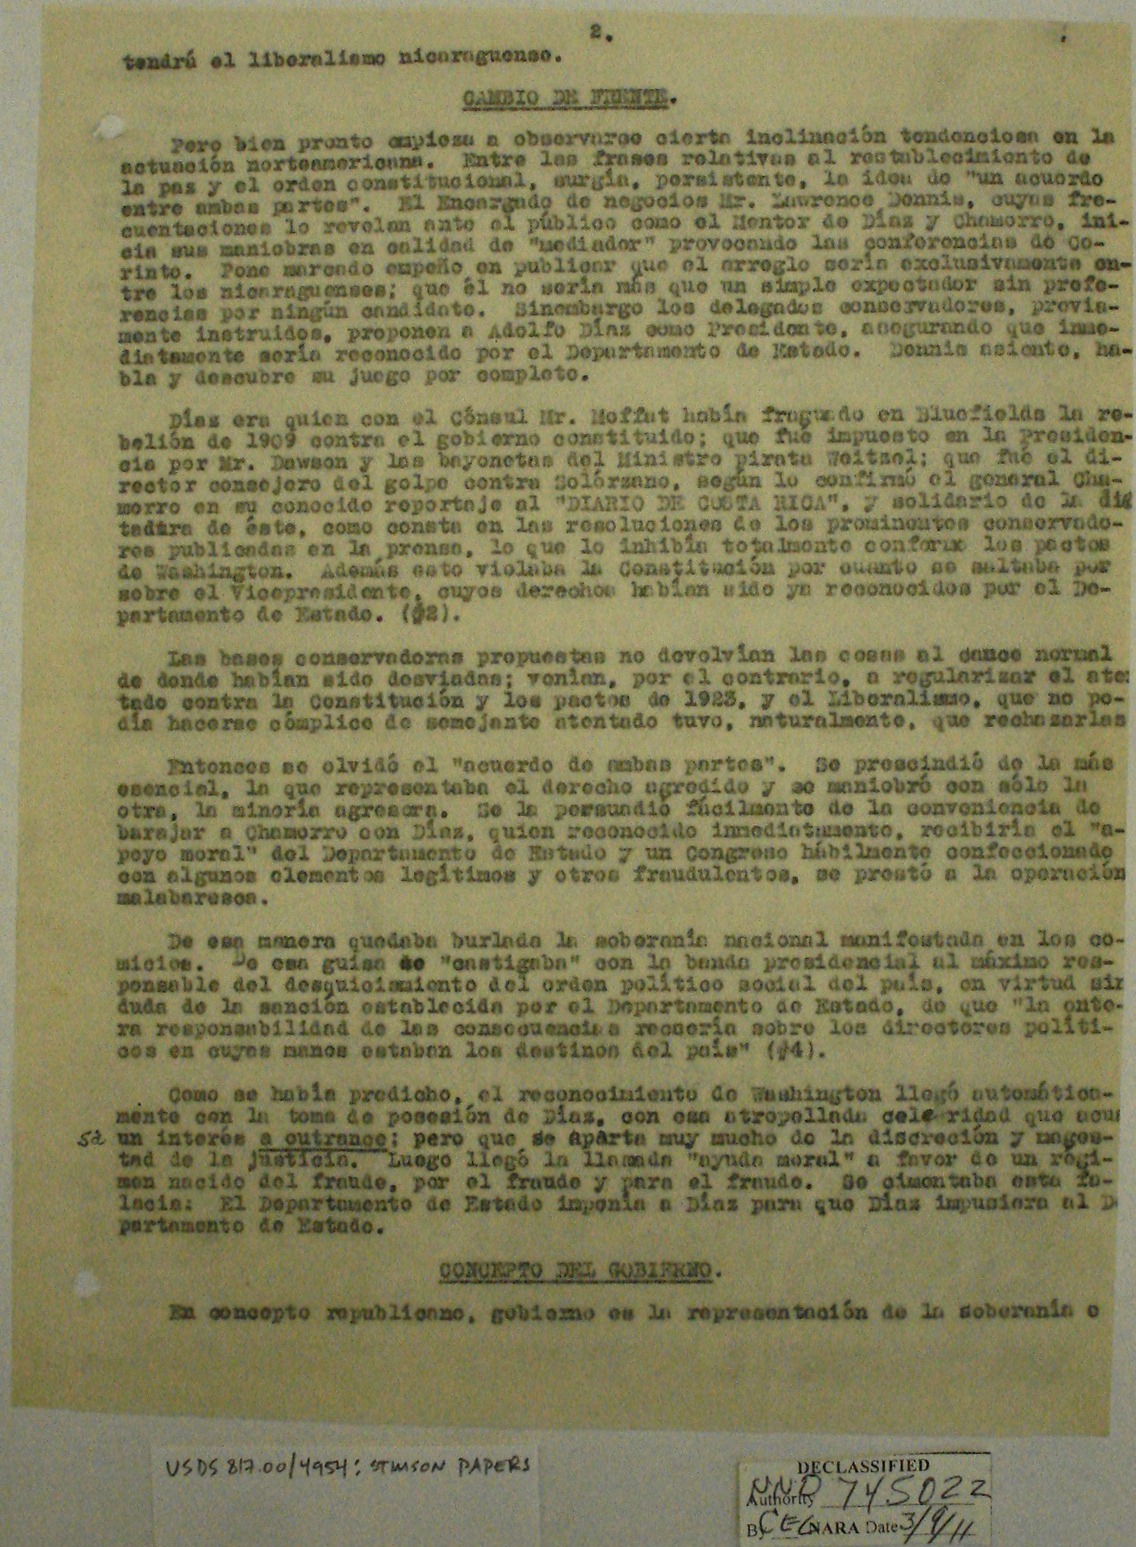 2.
tendrá el liberalismo nicaraguense.
CAMBIO DE FRENTE.
Pero bien pronto empieza a observarse cierta inclinación tendenciosa en la
actuación norteamericana. Entre las frases relativas al restablecimiento de
la paz y el orden constitucional, surgía, persistente, la idea de "un acuerdo
entre ambas partes". El Encargado de negocios Mr. Lawrence Dennis, cuyas fre-
cuentaciones lo revelan ante el público como el Mentor de Díaz y Chamorro, ini-
cia sus maniobras en calidad de "mediador" provocando las conferencias de Co-
rinto. Pone marcado empeño en publicar que el arreglo sería exclusivamente en-
tre los nicaraguenses; que él no sería más que un simple expectador sin prefe-
rencias por ningún candidato. Sinembargo los delegados conservadores, previa-
mente instruidos, proponen a Adolfo Díaz como Presidente, asegurando que inme-
diatamente sería reconocido por el Departamento de Estado. Dennis asiente, ha-
bla y descubre su juego por completo.
Díaz era quien con el Cónsul Mr. Moffat había fraguado en Bluefields la re-
belión de 1909 contra el gobierno constituido; que fué impuesto en la Presiden-
cia por Mr. Dawson y las bayonetas del Ministro pirata Weitzel; que fué el di-
rector consejero del golpe contra Solórzano, según lo confirmó el general Cha-
morro en su conocido reportaje al "DIARIO DE COSTA RICA", y solidario de la dic
tadura de éste, como consta en las resoluciones de los prominentes conservado-
res publicadas en la prensa, lo que lo inhibía totalmente conforme los pactos
de Washington. Además esto violaba la Constitución por cuanto se saltaba por
sobre el Vicepresidente, cuyos derechos habían sido ya reconocidos por el De-
partamento de Estado. (#2).
Las bases conservadoras propuestas no devolvían las cosas al cauce normal
de donde habían sido desviadas; venían, por el contrario, a regularizar el aten
tado contra la Constitución y los pactos de 1923, y el Liberalismo, que no po-
día hacerse cómplice de semejante atentado tuvo, naturalmente, que rechazarlas
Entonces se olvidó el "acuerdo de ambas partes". Se prescindió de la más
esencial, la que representaba el derecho agredido y se maniobró con sólo la
otra, la minoría agresora. Se la persuadió fácilmente de la conveniencia de
barajar a Chamorro con Díaz, quien reconocido inmediatamente, recibiría el "a-
poyo moral" del Departamento de Estado y un Congreso hábilmente confeccionado
con algunos elementos legítimos y otros fraudulentos, se prestó a la operación
malabaresca.
De esa manera quedaba burlada la soberanía nacional manifestada en los co-
micios. De esa guisa se "castigaba" con la banda presidencial al máximo res-
ponsable del desquiciamiento del orden político social del país, en virtud sin
duda de la sanción establecida por el Departamento de Estado, de que "la ente-
ra responsabilidad de las consecuencias recaería sobre los directores políti-
cos en cuyas manos estaban los destinos del país" (#4).
Como se había predicho, el reconocimiento de Washington llegó automática-
mente con la toma de posesión de Díaz, con esa atropellada celeridad que acus
52 un interés a outrance; pero que se aparta muy mucho de la discreción y majes-
tad de la justicia. Luego llegó la llamada "ayuda moral" a favor de un régi-
men nacido del fraude, por el fraude y para el fraude. Se cimentaba esta fa-
lacia: El Departamento de Estado imponía a Díaz para que Díaz impusiera al D
partamento de Estado.
CONCEPTO DEL GOBIERNO.
En concepto republicano, gobierno es la representación de la soberanía e
USDS 817.00/4954: STIMSON PAPERS
DECLASSIFIED
Authority NND 745022
By CEC NARA Date 3/9/11